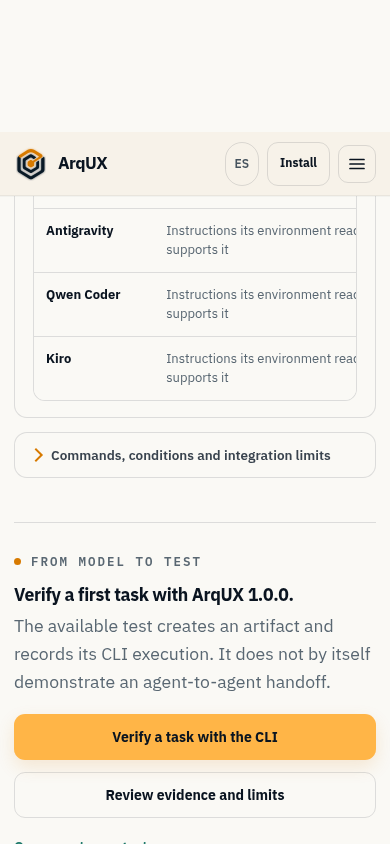 ArqUX
ES
Install
Antigravity
Instructions its environment
supports it
Qwen Coder
Instructions its environment
supports it
Kiro
Instructions its environment
supports it
Commands, conditions and integration limits
FROM MODEL TO TEST
Verify a first task with ArqUX 1.0.0.
The available test creates an artifact and
records its CLI execution. It does not by itself
demonstrate an agent-to-agent handoff.
Verify a task with the CLI
Review evidence and limits